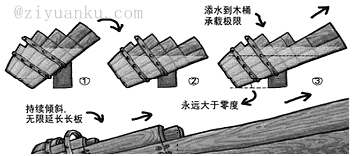 @ziyuanku.com
添水到木桶
承载极限
①
②
③
持续倾斜,
无限延长长板
永远大于零度